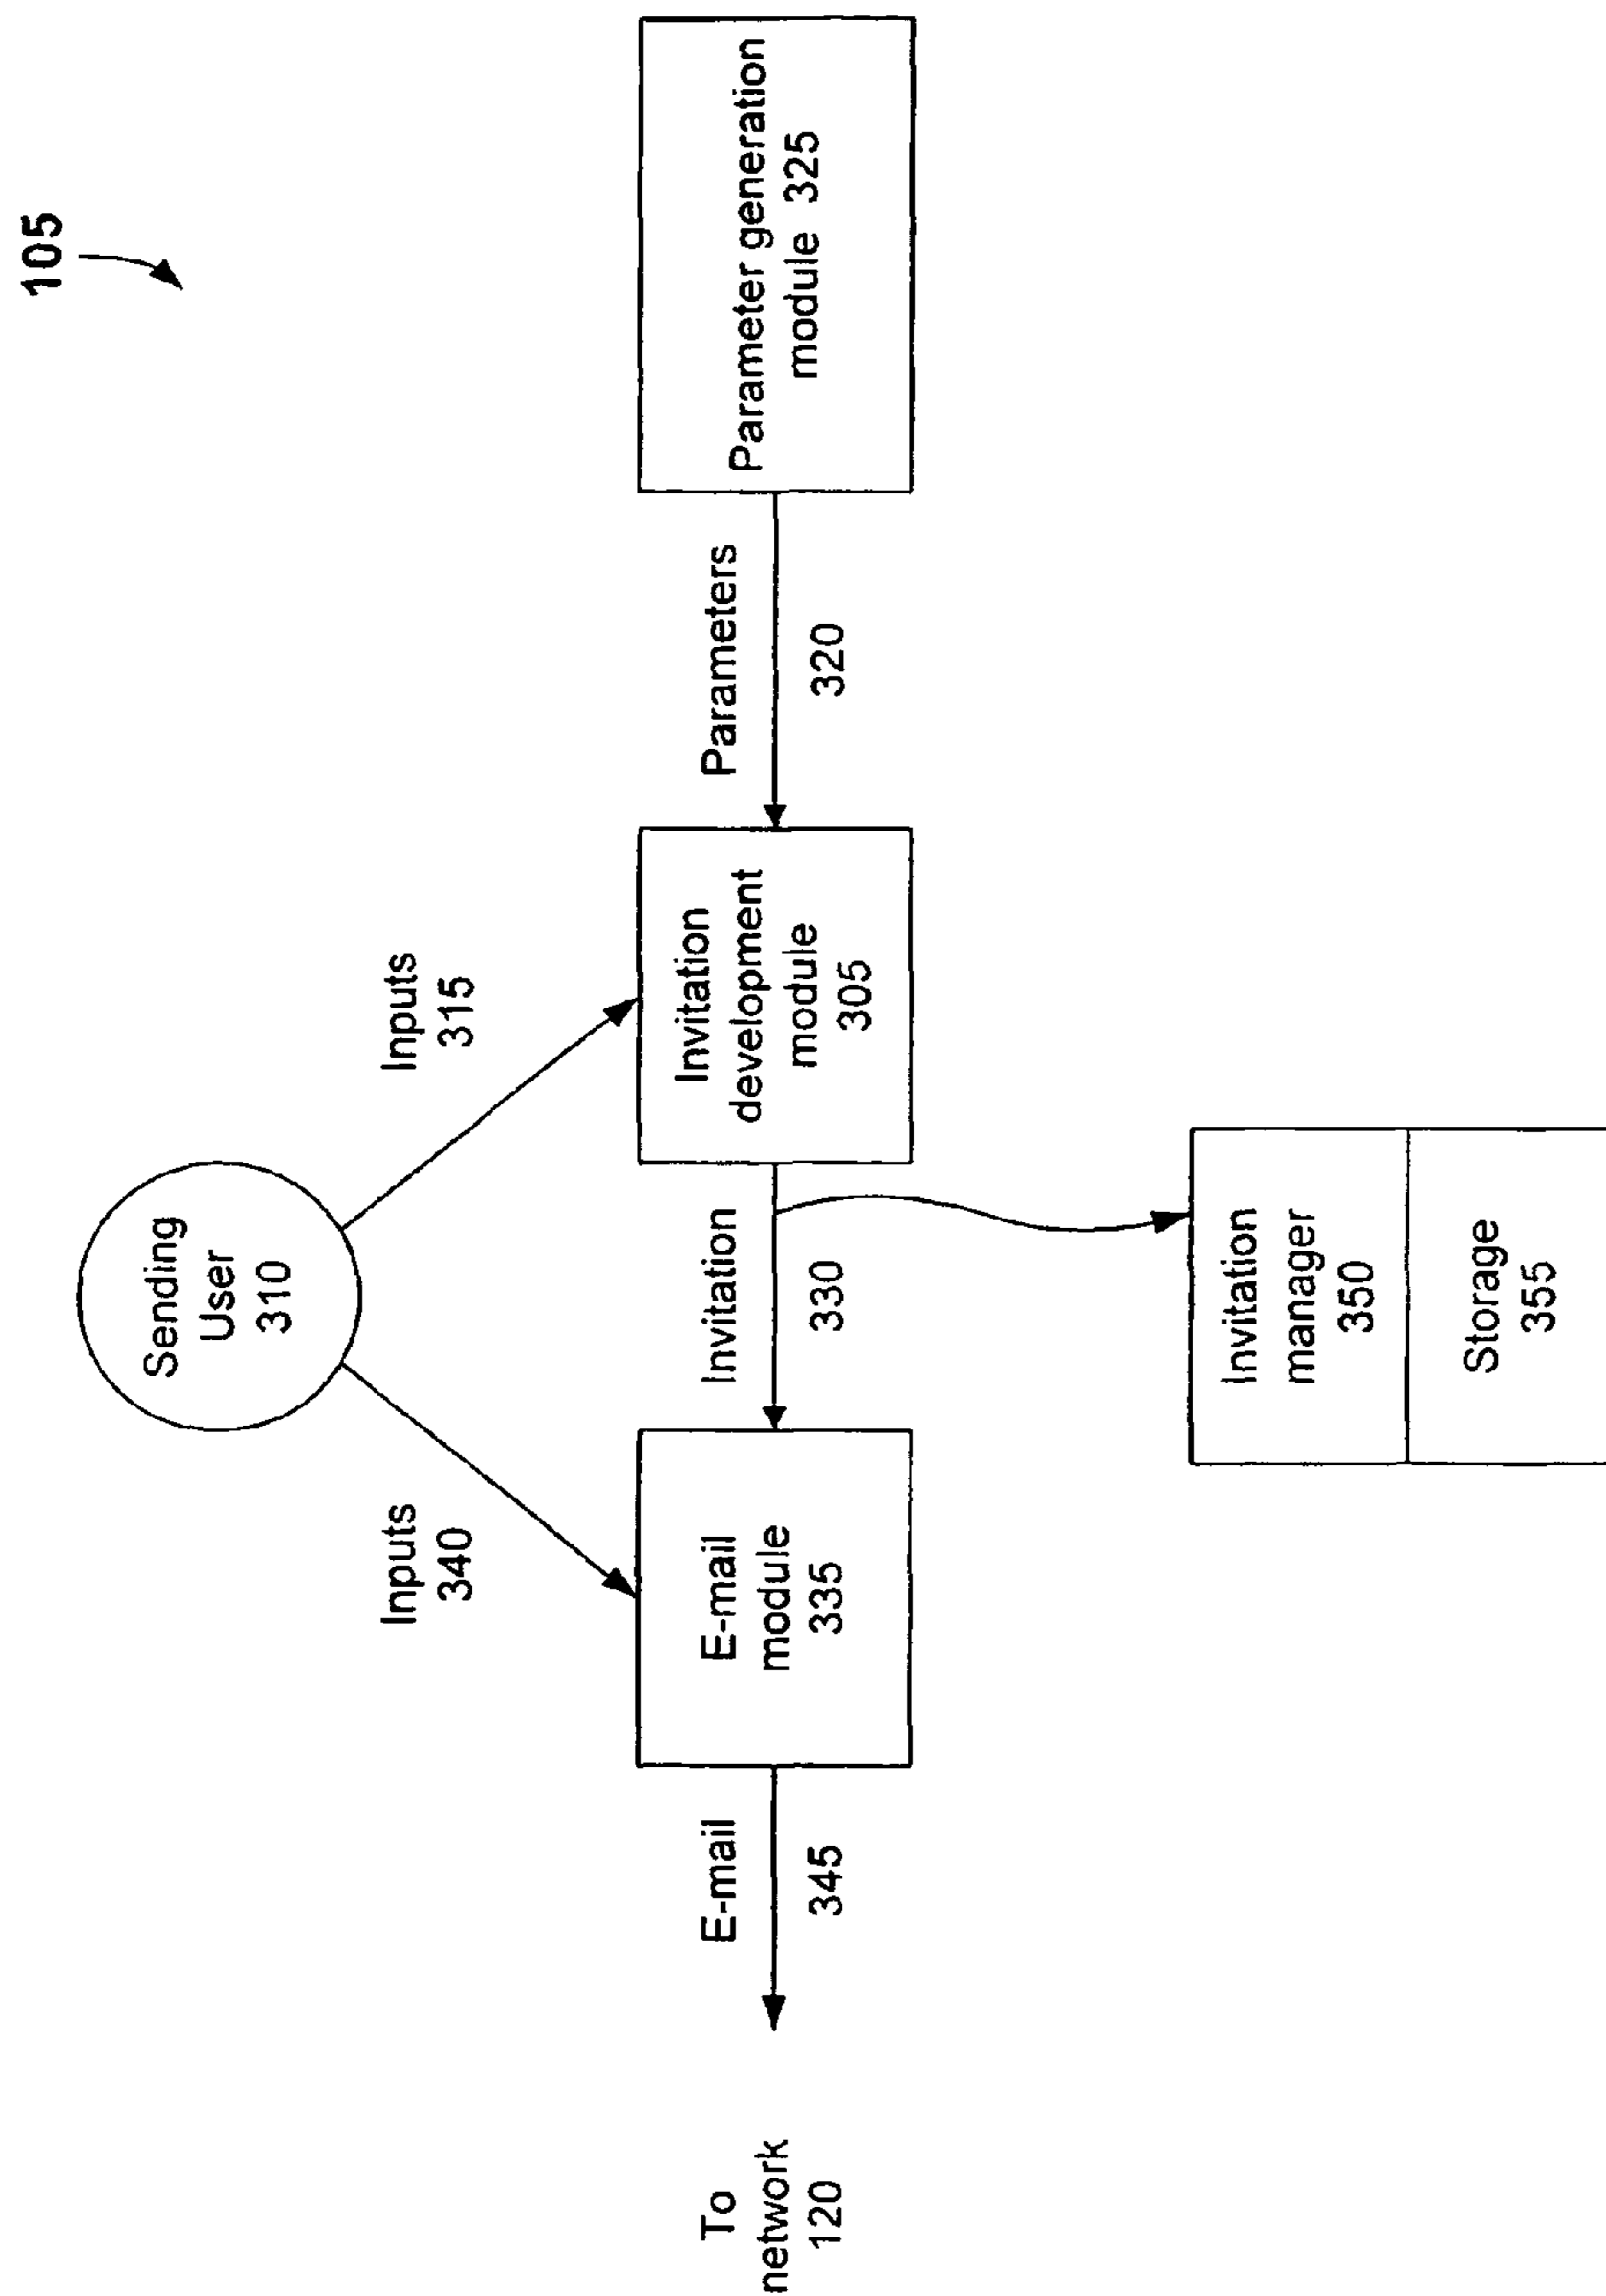 105
Sending
User
310
Inputs
340
Inputs
315
To
network
120
E-mail
345
E-mail
module
335
Invitation
330
Invitation
development
module
305
Parameters
320
Parameter generation
module 325
Invitation
manager
350
Storage
355